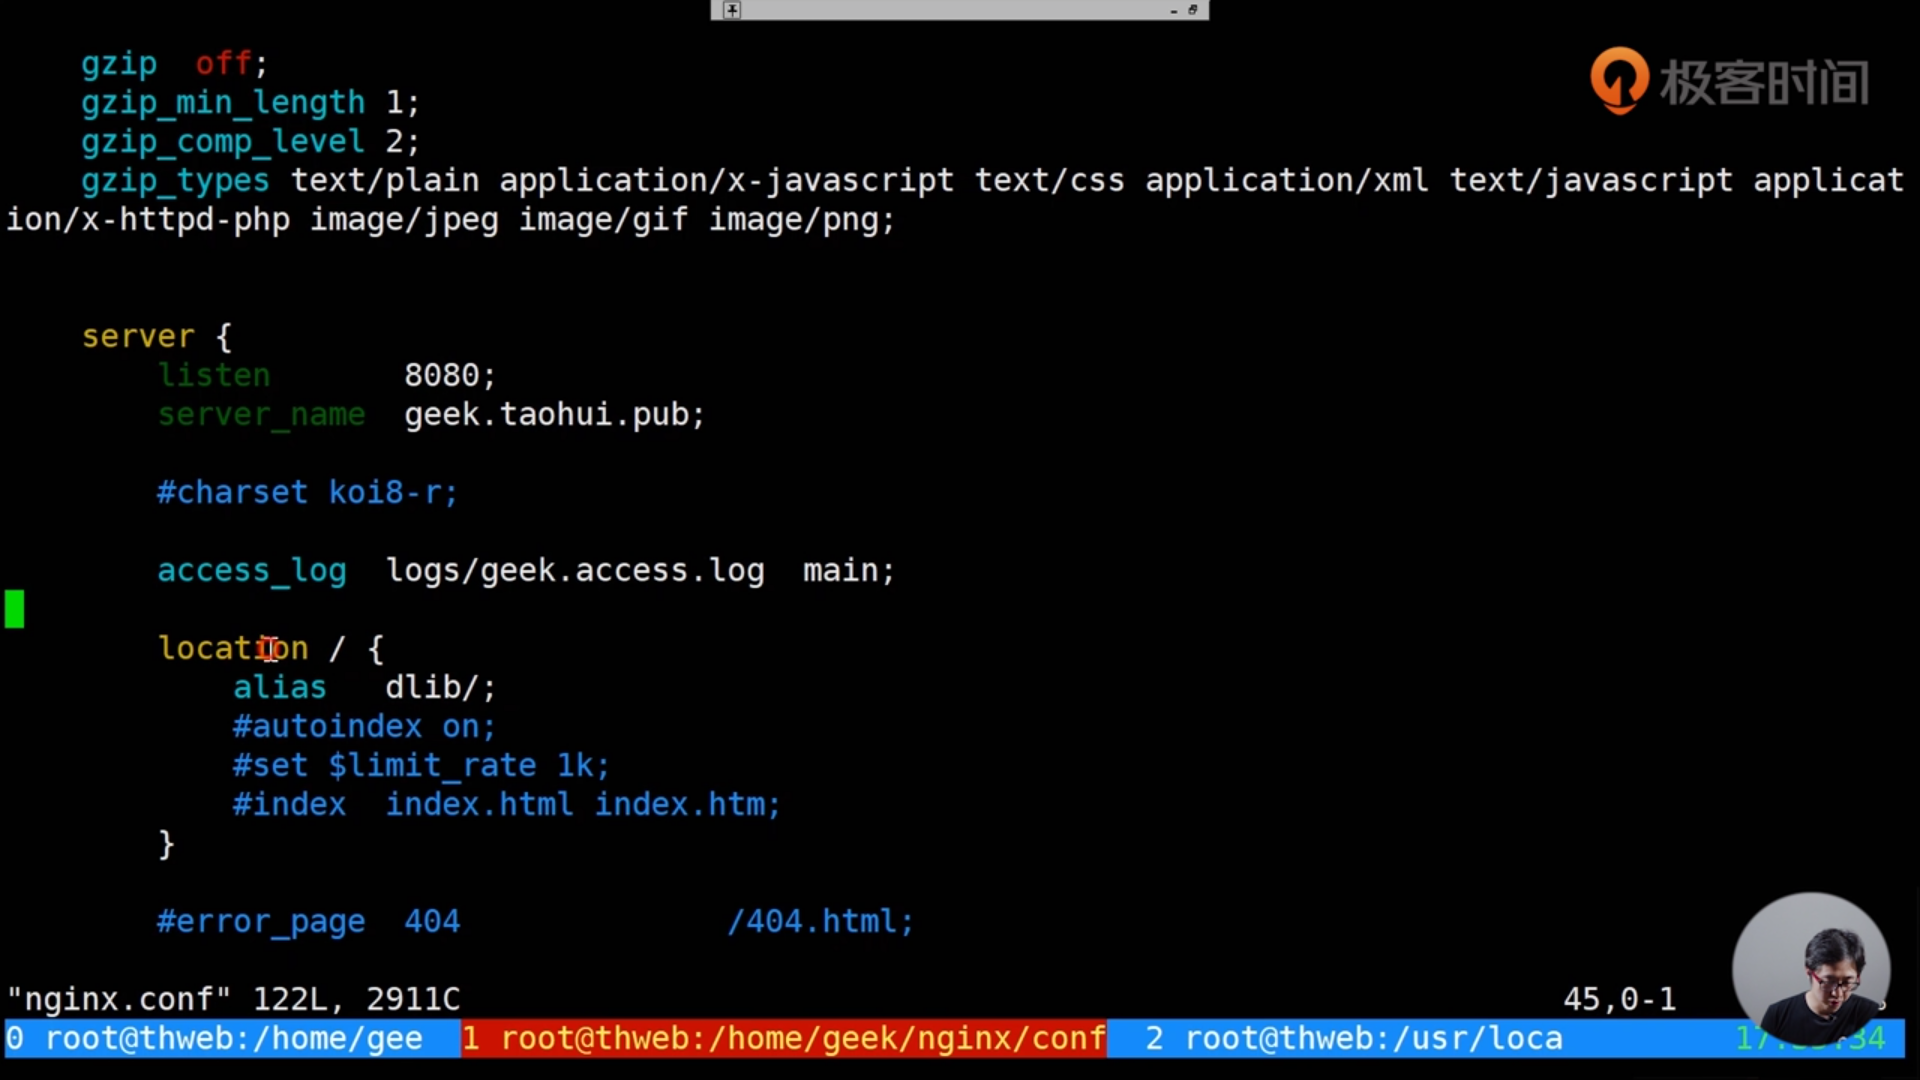 gzip  off;
极客时间
gzip_min_length 1;
gzip_comp_level 2;
gzip_types text/plain application/x-javascript text/css application/xml text/javascript applicat
ion/x-httpd-php image/jpeg image/gif image/png;
server {
listen       8080;
server_name  geek.taohui.pub;
#charset koi8-r;
access_log  logs/geek.access.log  main;
location / {
alias   dlib/;
#autoindex on;
#set $limit_rate 1k;
#index  index.html index.htm;
}
#error_page  404              /404.html;
"nginx.conf" 122L, 2911C
45,0-1
0 root@thweb:/home/gee  1 root@thweb:/home/geek/nginx/conf  2 root@thweb:/usr/loca